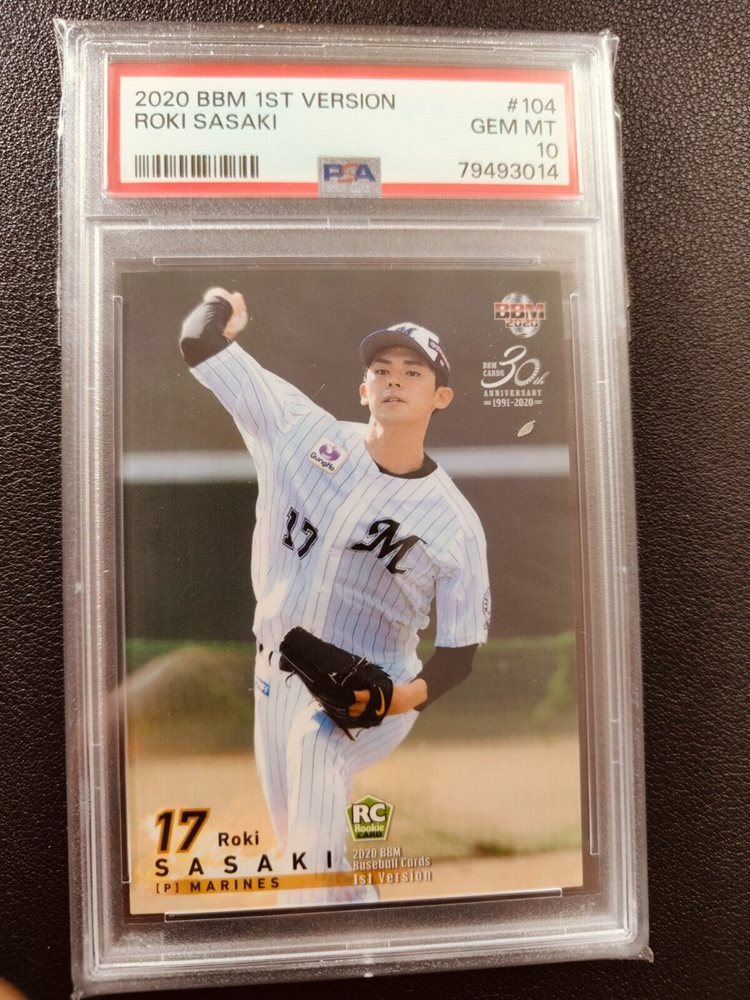 2020 BBM 1ST VERSION
#104
ROKI SASAKI
GEM MT
10
PSA
79493014
BBM
2020
BBM
CARDS
30th
ANNIVERSARY
1991-2020
M
GungHo
17
M
17
Roki
SASAKI
[P] MARINES
RC
Rookie
CARD
2020 BBM
Baseball Cards
1st Version